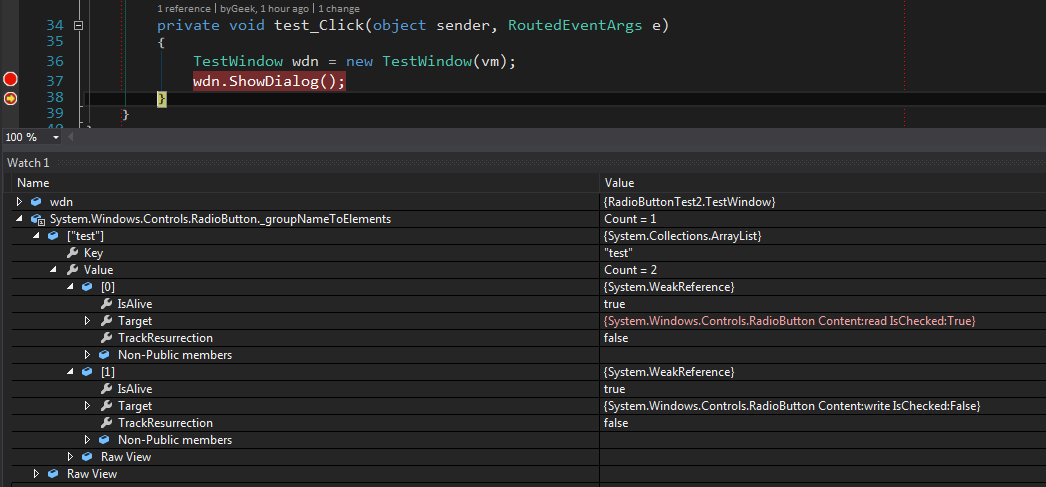 1 reference | byGeek, 1 hour ago | 1 change
34 private void test_Click(object sender, RoutedEventArgs e)
35 {
36 TestWindow wdn = new TestWindow(vm);
37 wdn.ShowDialog();
38 }
39 }
40 }
100 %
Watch 1
Name Value
wdn {RadioButtonTest2.TestWindow}
System.Windows.Controls.RadioButton._groupNameToElements Count = 1
["test"] {System.Collections.ArrayList}
Key "test"
Value Count = 2
[0] {System.WeakReference}
IsAlive true
Target {System.Windows.Controls.RadioButton Content:read IsChecked:True}
TrackResurrection false
Non-Public members
[1] {System.WeakReference}
IsAlive true
Target {System.Windows.Controls.RadioButton Content:write IsChecked:False}
TrackResurrection false
Non-Public members
Raw View
Raw View